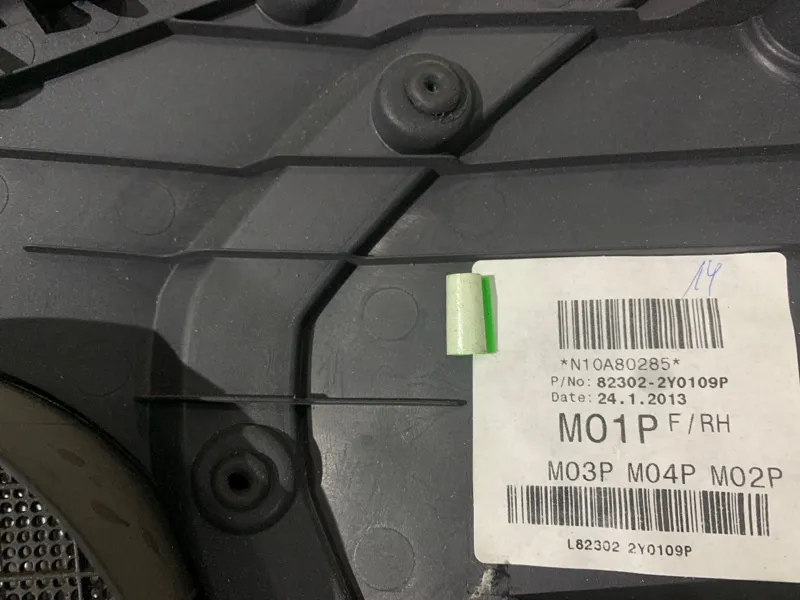 14
*N10A80285*
P/No: 82302-2Y0109P
Date: 24.1.2013
M01P F/RH
M03P M04P M02P
L82302 2Y0109P